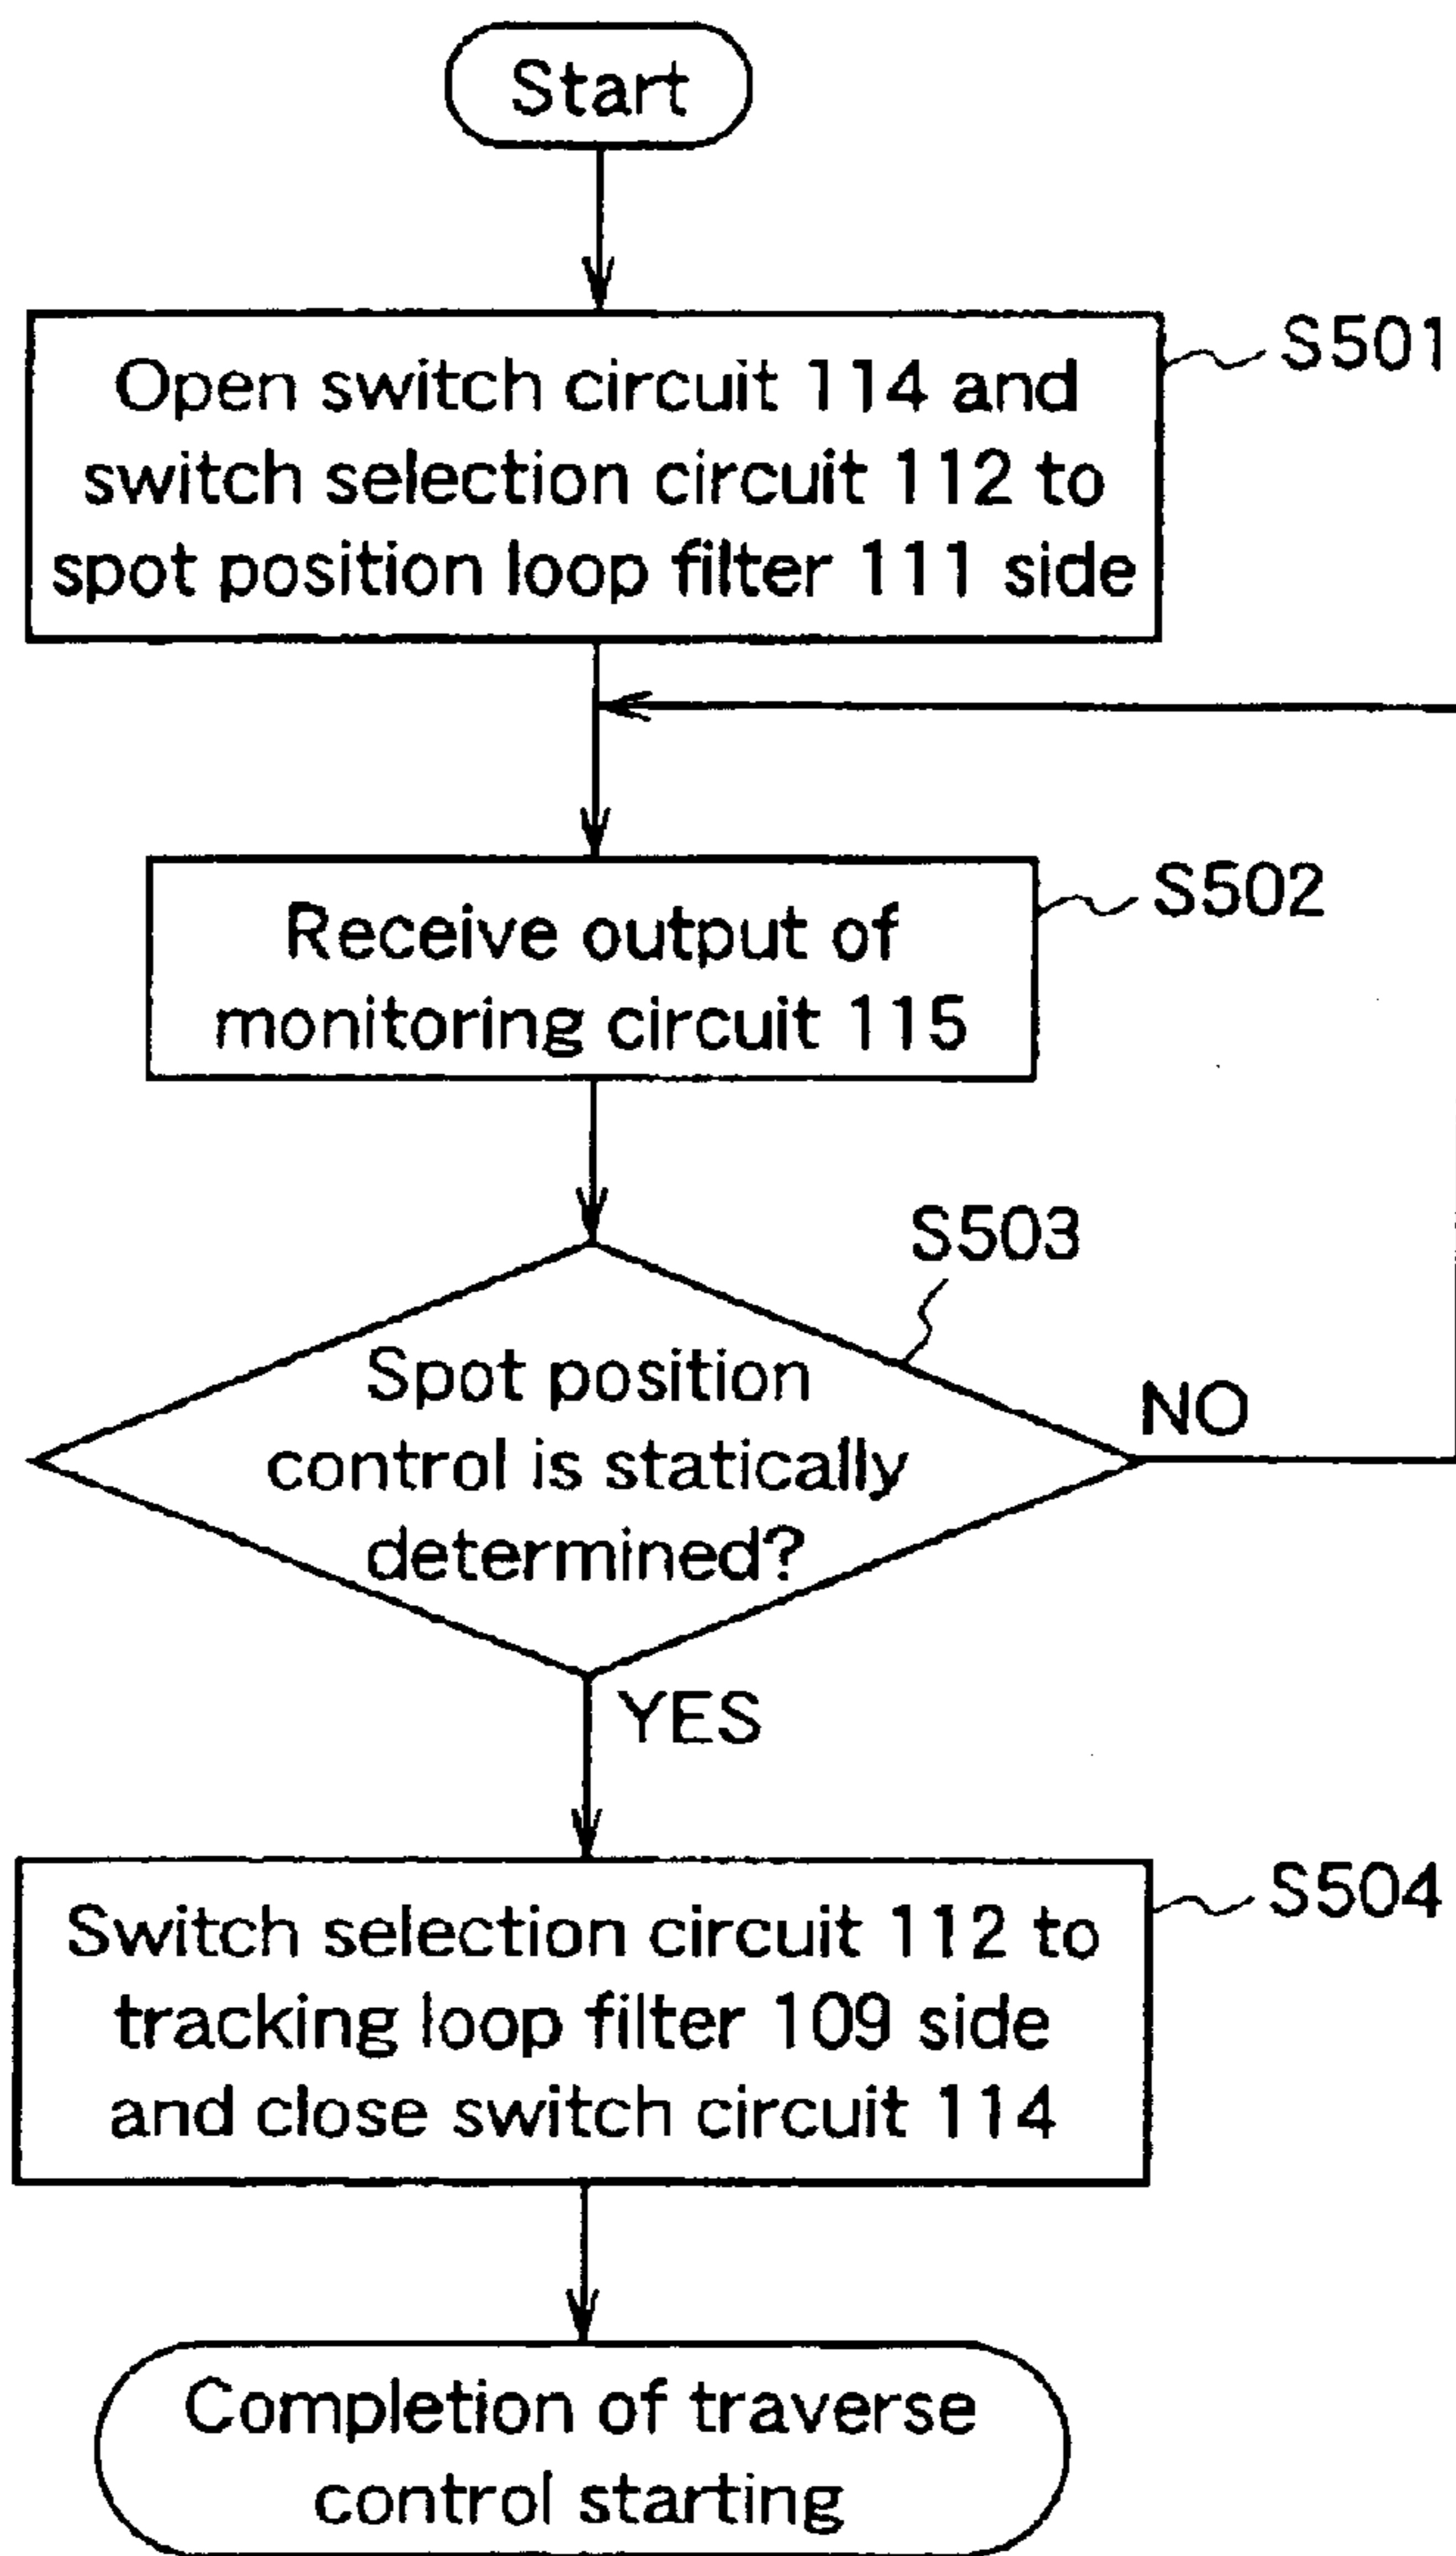 Start
Open switch circuit 114 and
switch selection circuit 112 to
spot position loop filter 111 side
S501
Receive output of
monitoring circuit 115
S502
S503
Spot position
control is statically
determined?
NO
YES
Switch selection circuit 112 to
tracking loop filter 109 side
and close switch circuit 114
S504
Completion of traverse
control starting